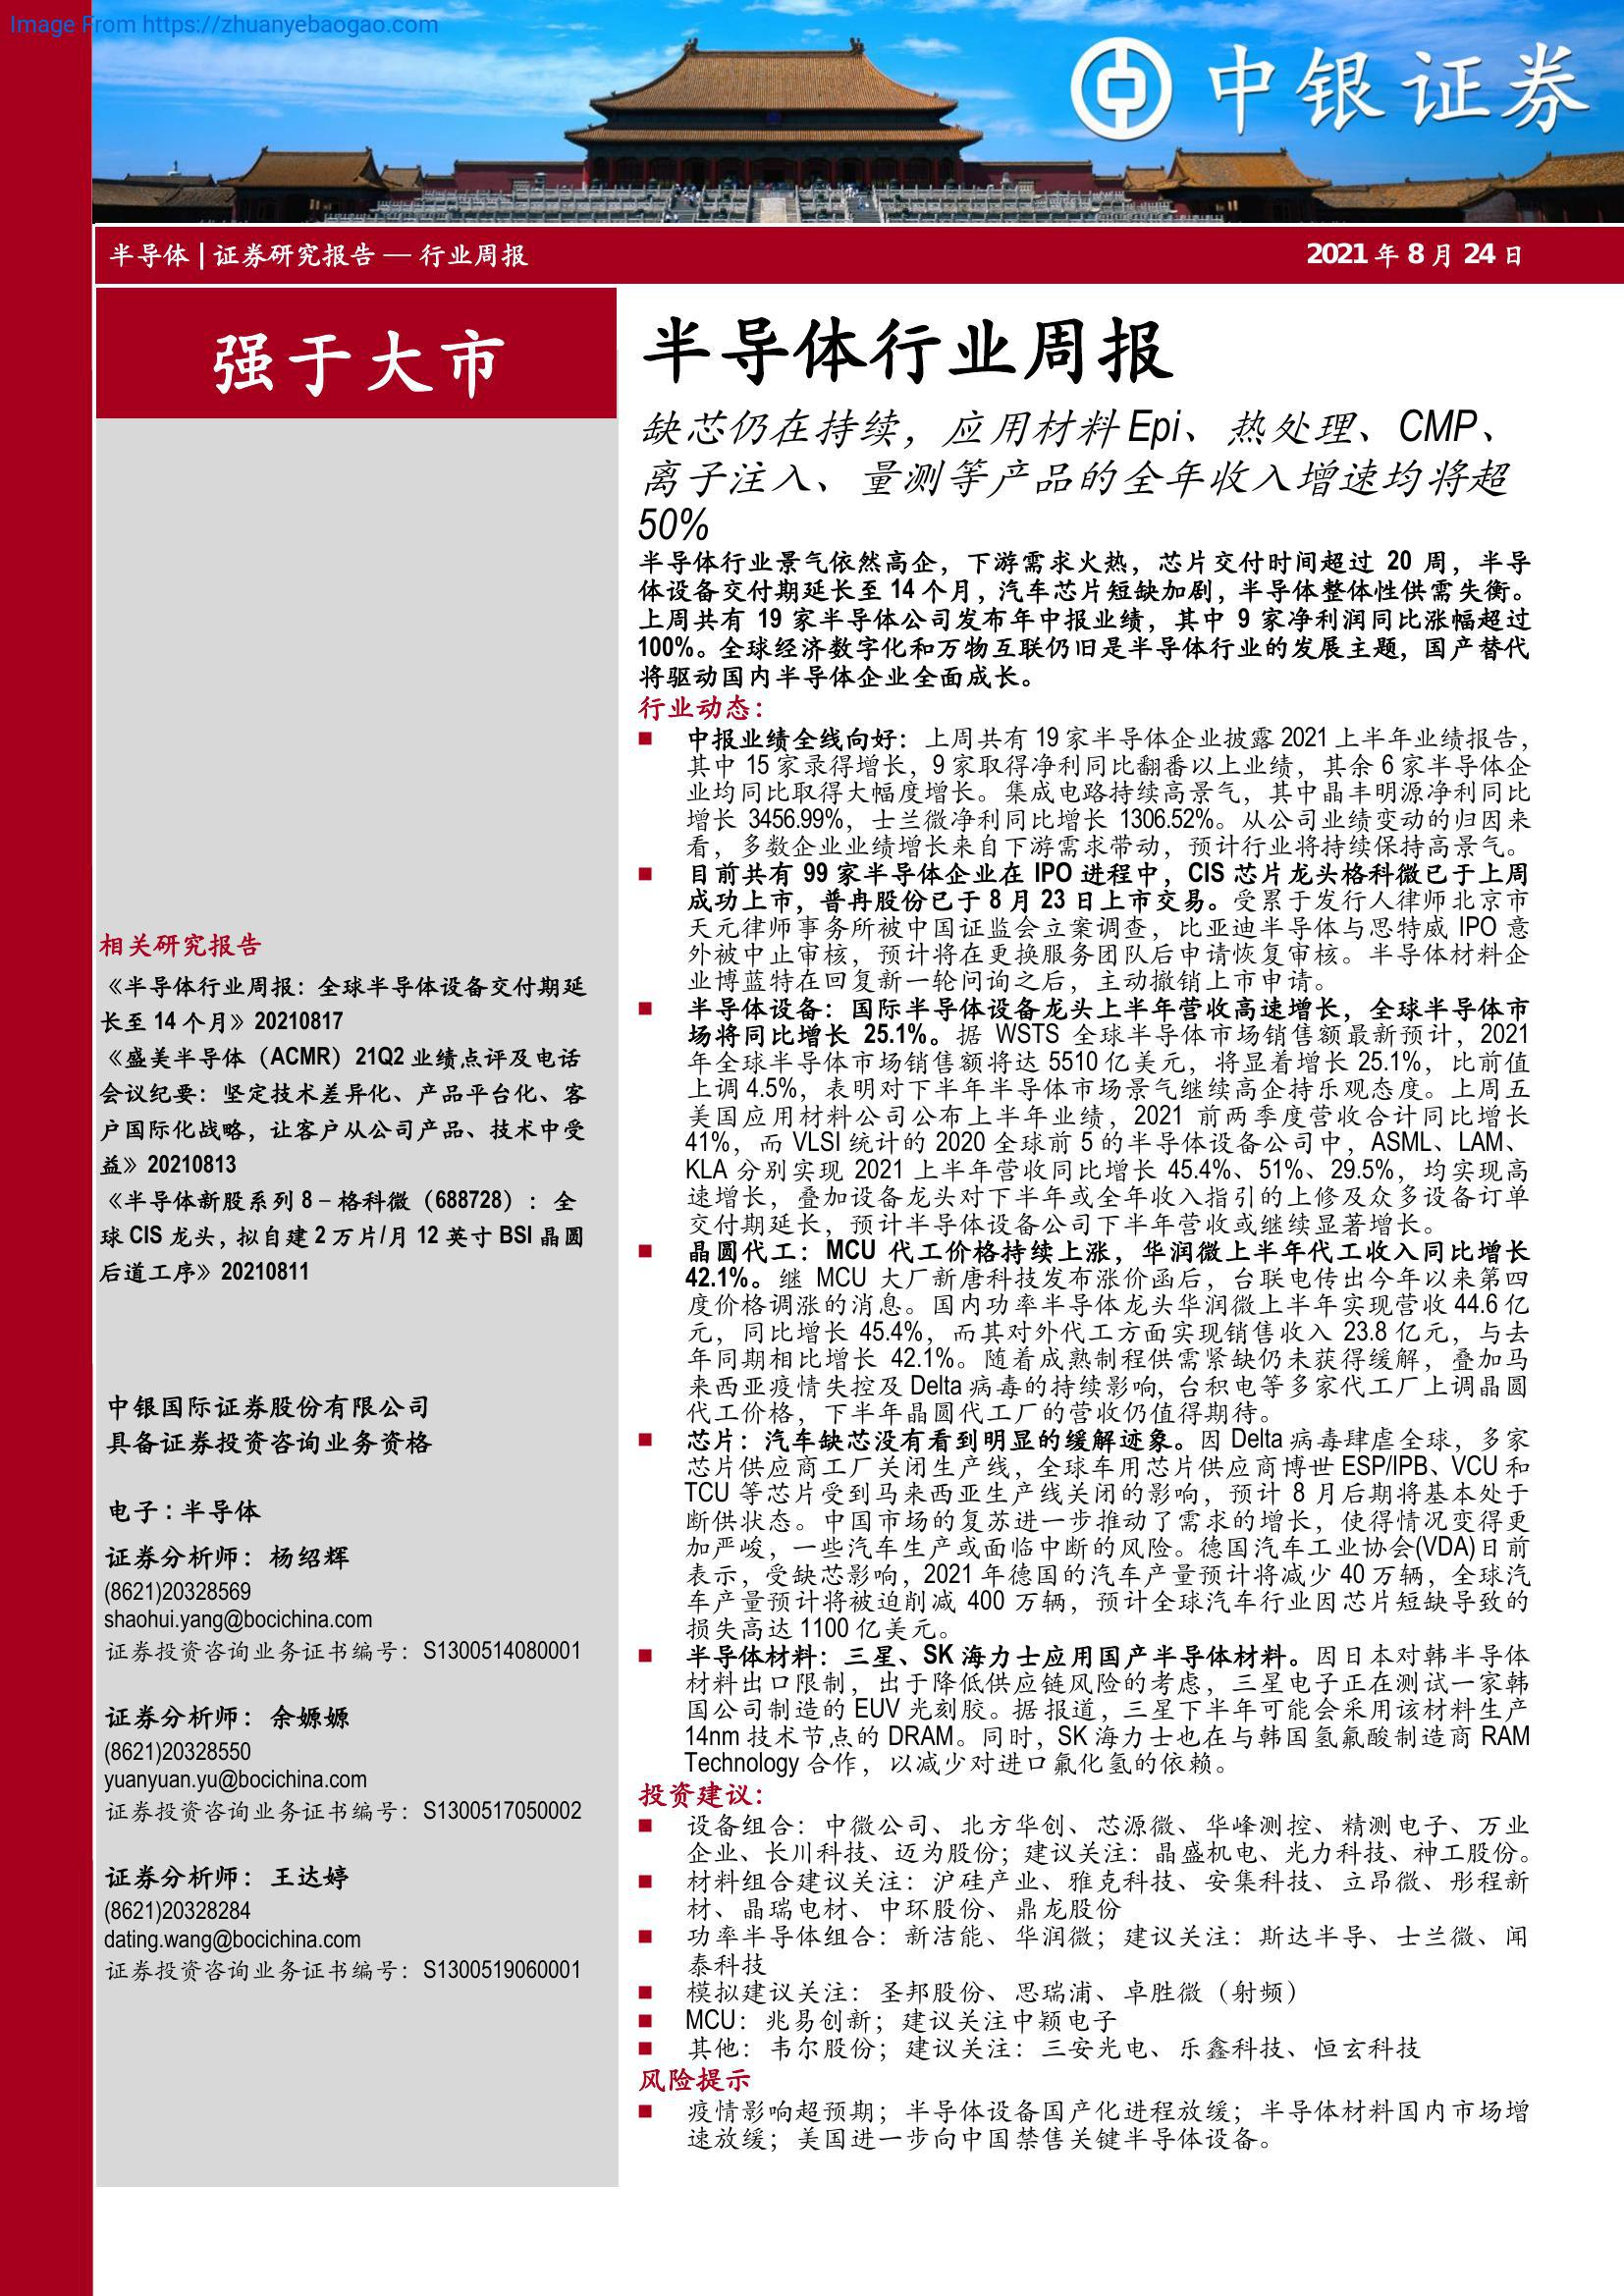 Image From https://zhuanyebaogao.com
中银证券
半导体 | 证券研究报告 — 行业周报
2021 年 8 月 24 日
强于大市
相关研究报告
《半导体行业周报：全球半导体设备交付期延
长至 14 个月》20210817
《盛美半导体（ACMR）21Q2 业绩点评及电话
会议纪要：坚定技术差异化、产品平台化、客
户国际化战略，让客户从公司产品、技术中受
益》20210813
《半导体新股系列 8－格科微（688728）：全
球 CIS 龙头，拟自建 2 万片/月 12 英寸 BSI 晶圆
后道工序》20210811
中银国际证券股份有限公司
具备证券投资咨询业务资格
电子 : 半导体
证券分析师：杨绍辉
(8621)20328569
shaohui.yang@bocichina.com
证券投资咨询业务证书编号：S1300514080001
证券分析师：余嫄嫄
(8621)20328550
yuanyuan.yu@bocichina.com
证券投资咨询业务证书编号：S1300517050002
证券分析师：王达婷
(8621)20328284
dating.wang@bocichina.com
证券投资咨询业务证书编号：S1300519060001
半导体行业周报
缺芯仍在持续，应用材料 Epi、热处理、CMP、
离子注入、量测等产品的全年收入增速均将超
50%
半导体行业景气依然高企，下游需求火热，芯片交付时间超过 20 周，半导
体设备交付期延长至 14 个月，汽车芯片短缺加剧，半导体整体性供需失衡。
上周共有 19 家半导体公司发布年中报业绩，其中 9 家净利润同比涨幅超过
100%。全球经济数字化和万物互联仍旧是半导体行业的发展主题，国产替代
将驱动国内半导体企业全面成长。
行业动态：
■ 中报业绩全线向好：上周共有 19 家半导体企业披露 2021 上半年业绩报告，
其中 15 家录得增长，9 家取得净利同比翻番以上业绩，其余 6 家半导体企
业均同比取得大幅度增长。集成电路持续高景气，其中晶丰明源净利同比
增长 3456.99%，士兰微净利同比增长 1306.52%。从公司业绩变动的归因来
看，多数企业业绩增长来自下游需求带动，预计行业将持续保持高景气。
■ 目前共有 99 家半导体企业在 IPO 进程中，CIS 芯片龙头格科微已于上周
成功上市，普冉股份已于 8 月 23 日上市交易。受累于发行人律师北京市
天元律师事务所被中国证监会立案调查，比亚迪半导体与思特威 IPO 意
外被中止审核，预计将在更换服务团队后申请恢复审核。半导体材料企
业博蓝特在回复新一轮问询之后，主动撤销上市申请。
■ 半导体设备：国际半导体设备龙头上半年营收高速增长，全球半导体市
场将同比增长 25.1%。据 WSTS 全球半导体市场销售额最新预计，2021
年全球半导体市场销售额将达 5510 亿美元，将显着增长 25.1%，比前值
上调 4.5%，表明对下半年半导体市场景气继续高企持乐观态度。上周五
美国应用材料公司公布上半年业绩，2021 前两季度营收合计同比增长
41%，而 VLSI 统计的 2020 全球前 5 的半导体设备公司中，ASML、LAM、
KLA 分别实现 2021 上半年营收同比增长 45.4%、51%、29.5%，均实现高
速增长，叠加设备龙头对下半年或全年收入指引的上修及众多设备订单
交付期延长，预计半导体设备公司下半年营收或继续显著增长。
■ 晶圆代工：MCU 代工价格持续上涨，华润微上半年代工收入同比增长
42.1%。继 MCU 大厂新唐科技发布涨价函后，台联电传出今年以来第四
度价格调涨的消息。国内功率半导体龙头华润微上半年实现营收 44.6 亿
元，同比增长 45.4%，而其对外代工方面实现销售收入 23.8 亿元，与去
年同期相比增长 42.1%。随着成熟制程供需紧缺仍未获得缓解，叠加马
来西亚疫情失控及 Delta 病毒的持续影响，台积电等多家代工厂上调晶圆
代工价格，下半年晶圆代工厂的营收仍值得期待。
■ 芯片：汽车缺芯没有看到明显的缓解迹象。因 Delta 病毒肆虐全球，多家
芯片供应商工厂关闭生产线，全球车用芯片供应商博世 ESP/IPB、VCU 和
TCU 等芯片受到马来西亚生产线关闭的影响，预计 8 月后期将基本处于
断供状态。中国市场的复苏进一步推动了需求的增长，使得情况变得更
加严峻，一些汽车生产或面临中断的风险。德国汽车工业协会(VDA)日前
表示，受缺芯影响，2021 年德国的汽车产量预计将减少 40 万辆，全球汽
车产量预计将被迫削减 400 万辆，预计全球汽车行业因芯片短缺导致的
损失高达 1100 亿美元。
■ 半导体材料：三星、SK 海力士应用国产半导体材料。因日本对韩半导体
材料出口限制，出于降低供应链风险的考虑，三星电子正在测试一家韩
国公司制造的 EUV 光刻胶。据报道，三星下半年可能会采用该材料生产
14nm 技术节点的 DRAM。同时，SK 海力士也在与韩国氢氟酸制造商 RAM
Technology 合作，以减少对进口氟化氢的依赖。
投资建议：
■ 设备组合：中微公司、北方华创、芯源微、华峰测控、精测电子、万业
企业、长川科技、迈为股份；建议关注：晶盛机电、光力科技、神工股份。
■ 材料组合建议关注：沪硅产业、雅克科技、安集科技、立昂微、彤程新
材、晶瑞电材、中环股份、鼎龙股份
■ 功率半导体组合：新洁能、华润微；建议关注：斯达半导、士兰微、闻
泰科技
■ 模拟建议关注：圣邦股份、思瑞浦、卓胜微（射频）
■ MCU：兆易创新；建议关注中颖电子
■ 其他：韦尔股份；建议关注：三安光电、乐鑫科技、恒玄科技
风险提示
■ 疫情影响超预期；半导体设备国产化进程放缓；半导体材料国内市场增
速放缓；美国进一步向中国禁售关键半导体设备。